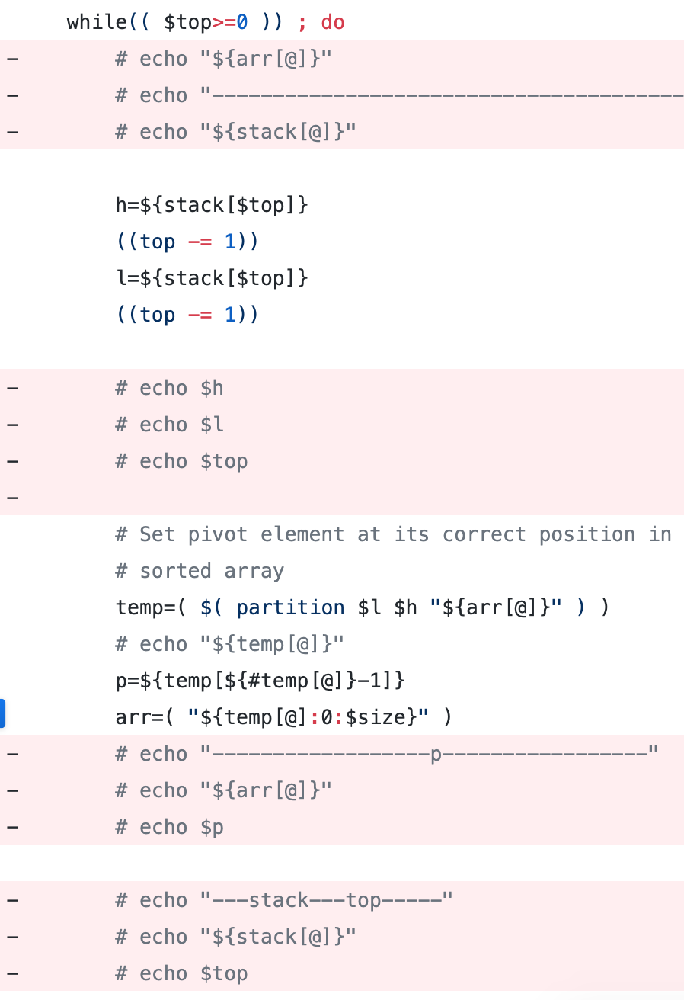 while(( $top>=0 )) ; do
-        # echo "${arr[@]}"
-        # echo "---------------------------------------
-        # echo "${stack[@]}"
h=${stack[$top]}
((top -= 1))
l=${stack[$top]}
((top -= 1))
-        # echo $h
-        # echo $l
-        # echo $top
-
# Set pivot element at its correct position in
# sorted array
temp=( $( partition $l $h "${arr[@]}" ) )
# echo "${temp[@]}"
p=${temp[${#temp[@]}-1]}
arr=( "${temp[@]:0:$size}" )
-        # echo "------------------p-----------------"
-        # echo "${arr[@]}"
-        # echo $p
-        # echo "---stack---top-----"
-        # echo "${stack[@]}"
-        # echo $top